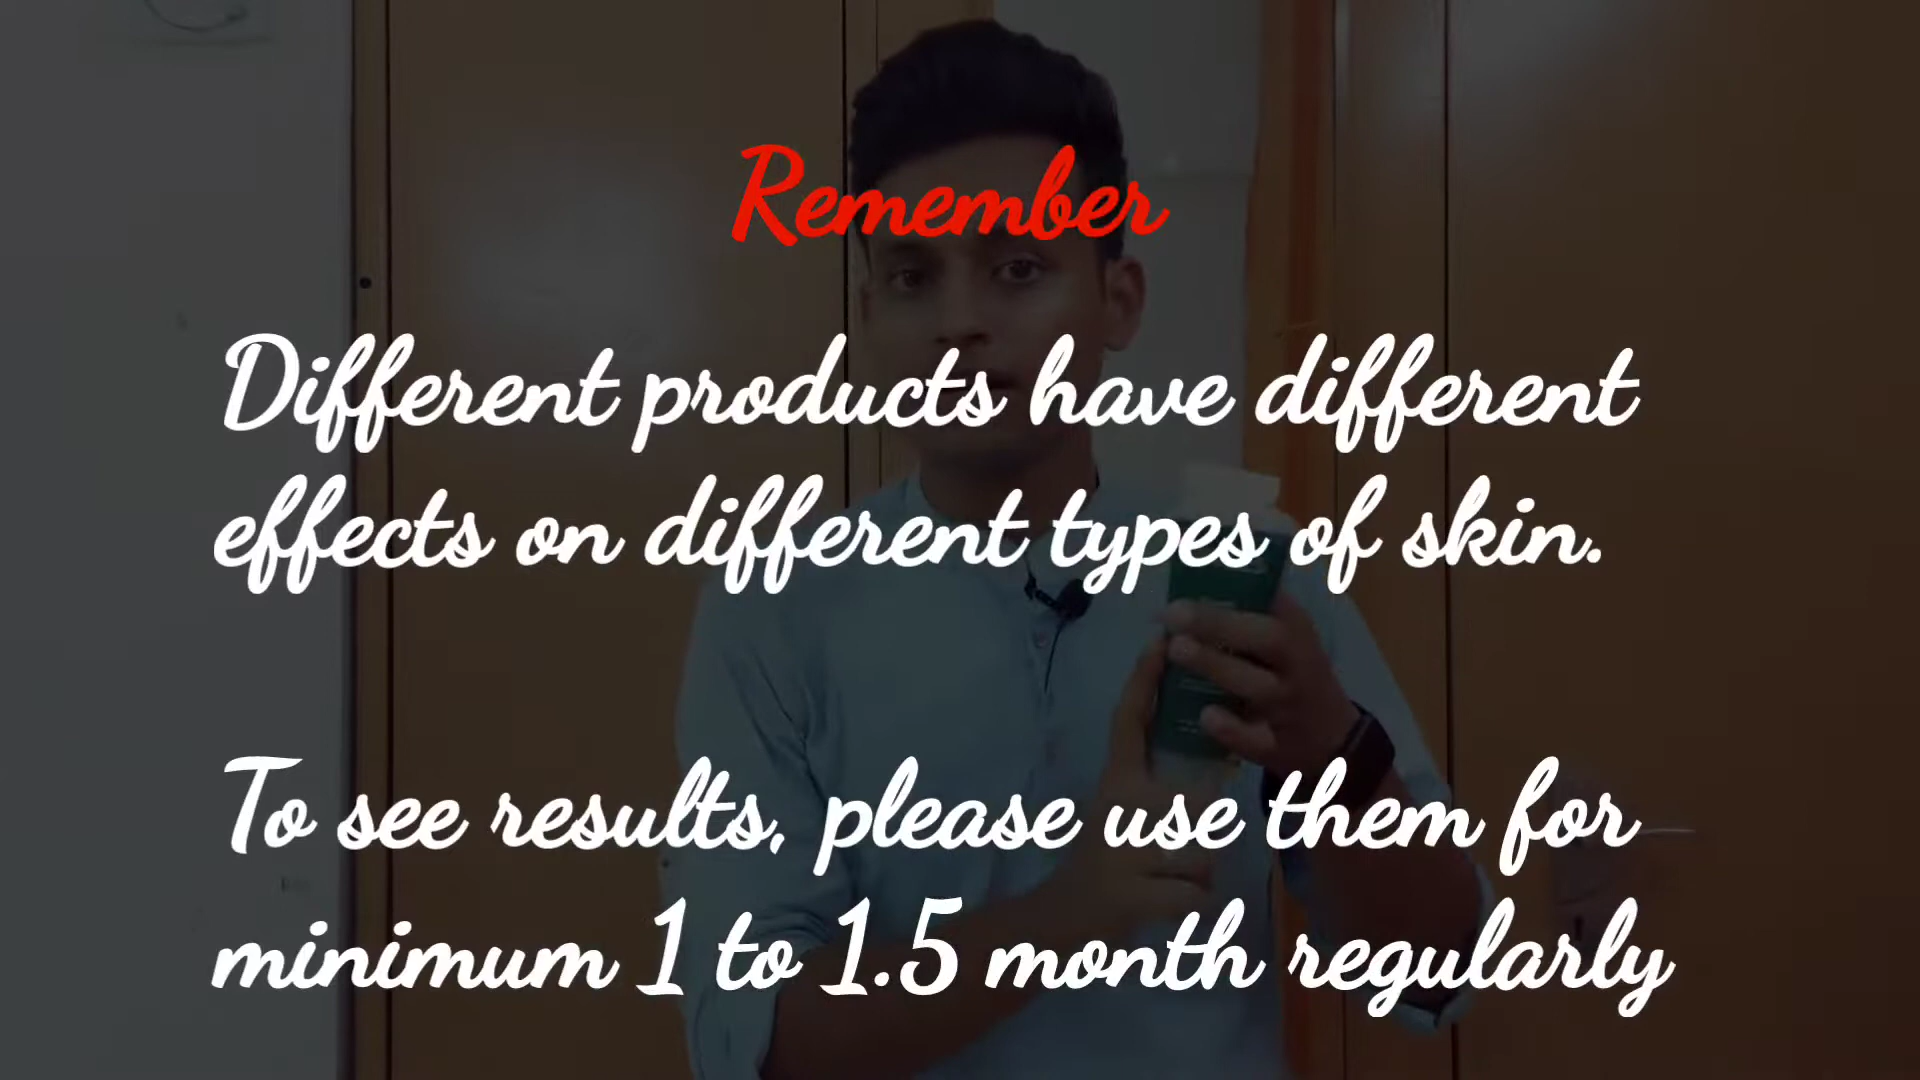 Remember
Different products have different
effects on different types of skin.
To see results, please use them for
minimum 1 to 1.5 month regularly